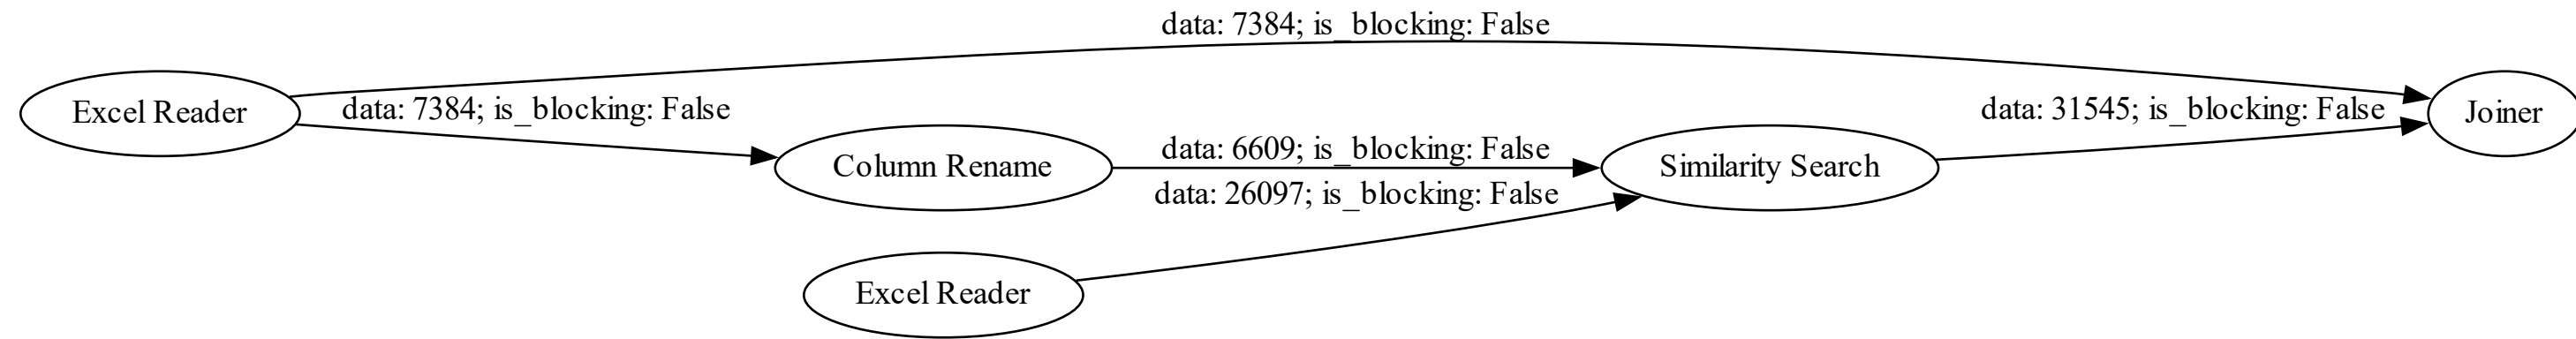 data: 7384; is_blocking: False
Excel Reader
data: 7384; is_blocking: False
data: 31545; is_blocking: False
Joiner
Column Rename
data: 6609; is_blocking: False
Similarity Search
data: 26097; is_blocking: False
Excel Reader